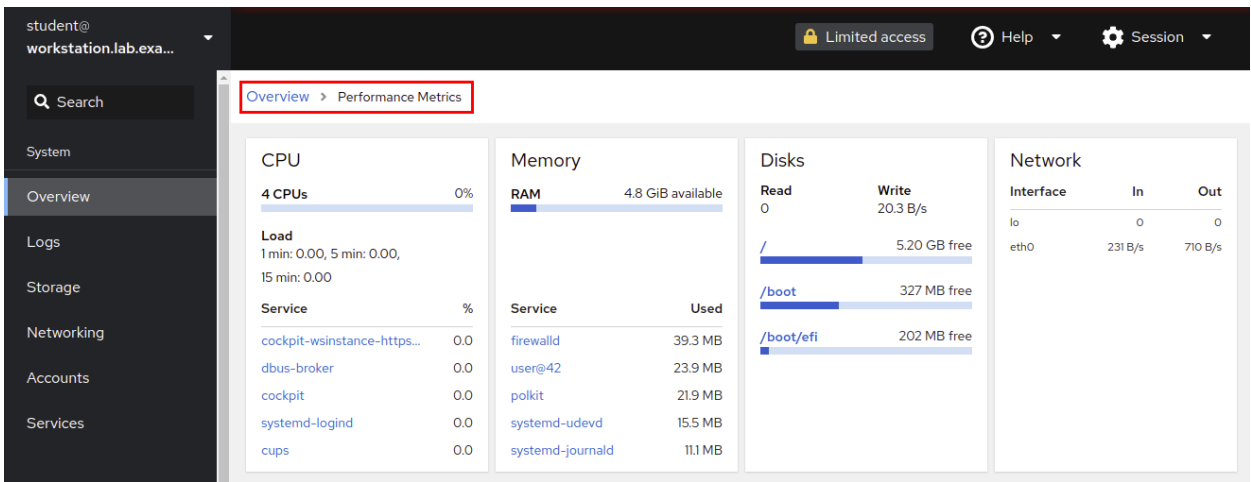 student@
workstation.lab.exa...
Limited access
Help
Session
Search
System
Overview
Logs
Storage
Networking
Accounts
Services
Overview > Performance Metrics
CPU
4 CPUs 0%
Load
1 min: 0.00, 5 min: 0.00,
15 min: 0.00
Service %
cockpit-wsinstance-https... 0.0
dbus-broker 0.0
cockpit 0.0
systemd-logind 0.0
cups 0.0
Memory
RAM 4.8 GiB available
Service Used
firewalld 39.3 MB
user@42 23.9 MB
polkit 21.9 MB
systemd-udevd 15.5 MB
systemd-journald 11.1 MB
Disks
Read Write
0 20.3 B/s
/ 5.20 GB free
/boot 327 MB free
/boot/efi 202 MB free
Network
Interface In Out
lo 0 0
eth0 231 B/s 710 B/s